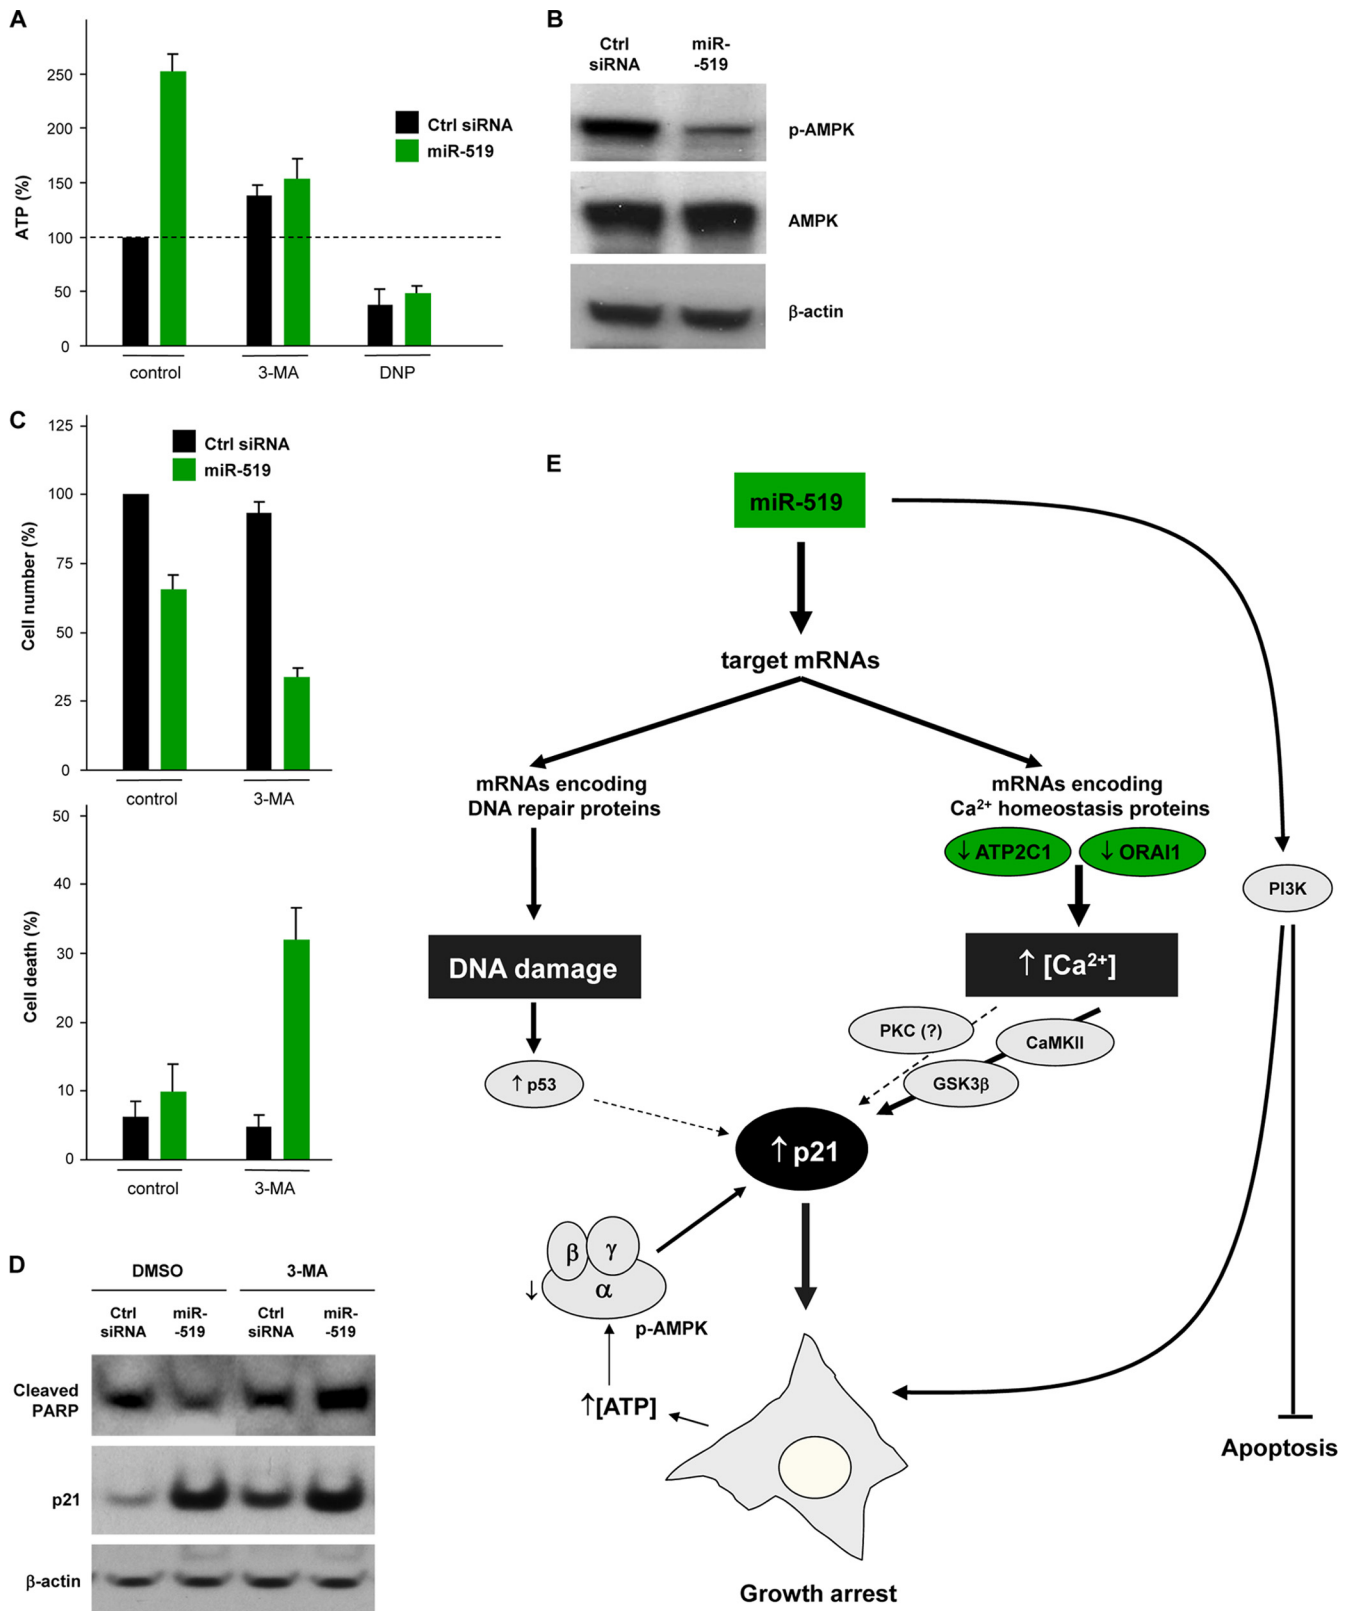 A
ATP (%)
250
200
150
100
50
0
Ctrl siRNA
miR-519
control
3-MA
DNP
B
Ctrl
siRNA
miR-
-519
p-AMPK
AMPK
β-actin
C
Cell number (%)
125
100
75
50
25
0
Ctrl siRNA
miR-519
control
3-MA
Cell death (%)
50
40
30
20
10
0
control
3-MA
D
DMSO
3-MA
Ctrl
siRNA
miR-
-519
Ctrl
siRNA
miR-
-519
Cleaved
PARP
p21
β-actin
E
miR-519
target mRNAs
mRNAs encoding
DNA repair proteins
mRNAs encoding
Ca²⁺ homeostasis proteins
↓ATP2C1
↓ORAI1
PI3K
DNA damage
↑[Ca²⁺]
PKC (?)
CaMKII
GSK3β
↑p53
↑p21
β
γ
α
↓
p-AMPK
↑[ATP]
Apoptosis
Growth arrest